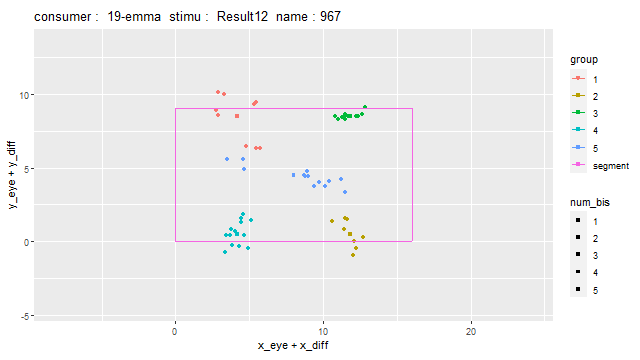 consumer :  19-emma  stimu :  Result12  name : 967
group
1
2
3
4
5
segment
num_bis
1
2
3
4
5
y_eye + y_diff
10
5
0
-5
0
10
20
x_eye + x_diff